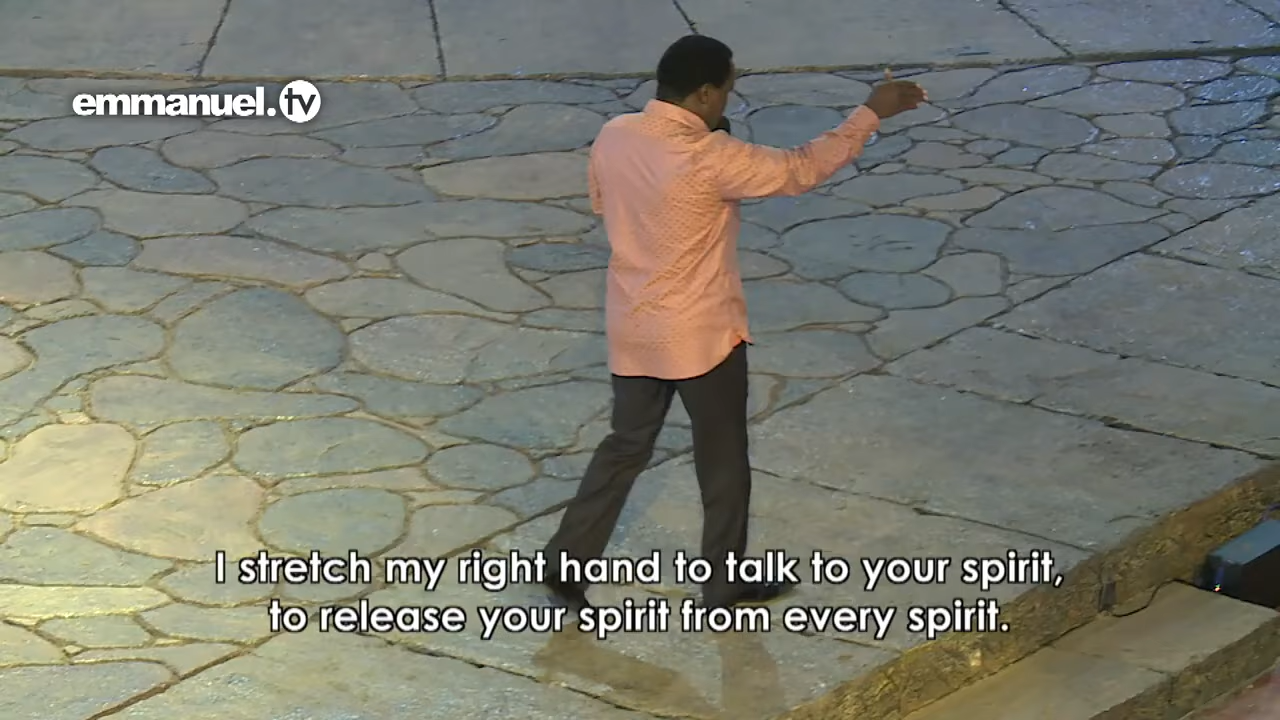 emmanuel.tv
I stretch my right hand to talk to your spirit,
to release your spirit from every spirit.